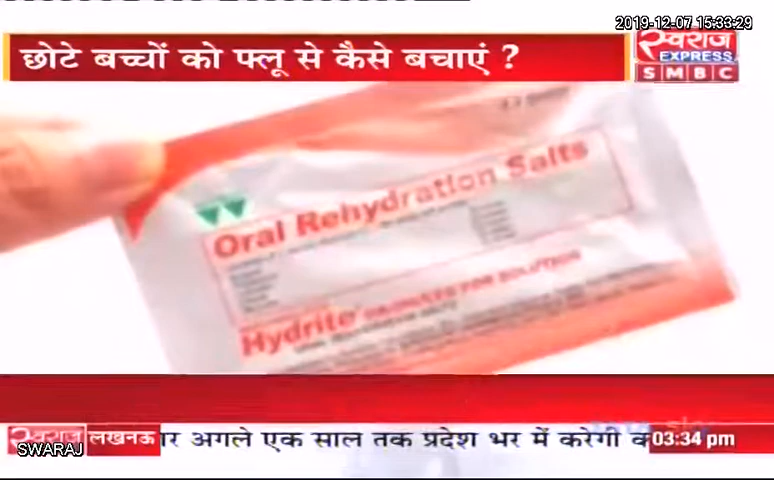 2019-12-07 15:33:29
छोटे बच्चों को फ्लू से कैसे बचाएं ?
स्वराज
EXPRESS
SMBC
Oral Rehydration Salts
Hydrite
स्वराज
SWARAJ
लखनऊ
अगले एक साल तक प्रदेश भर में करेगी
03:34 pm